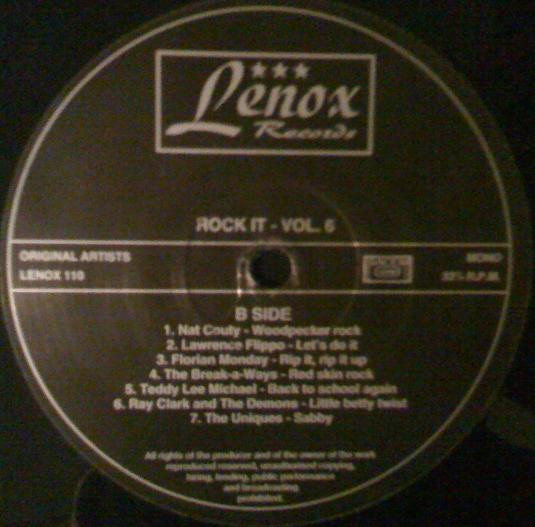 Lenox
Records
ROCK IT - VOL. 6
ORIGINAL ARTISTS
MONO
LENOX 110
33⅓ R.P.M.
B SIDE
1. Nat Couty - Woodpecker rock
2. Lawrence Flippo - Let's do it
3. Florian Monday - Rip it, rip it up
4. The Break-a-Ways - Red skin rock
5. Teddy Lee Michael - Back to school again
6. Ray Clark and The Demons - Little betty twist
7. The Uniques - Sabby
All rights of the producer and of the owner of the work
reproduced reserved, unauthorised copying,
hiring, lending, public performance
and broadcasting
prohibited.